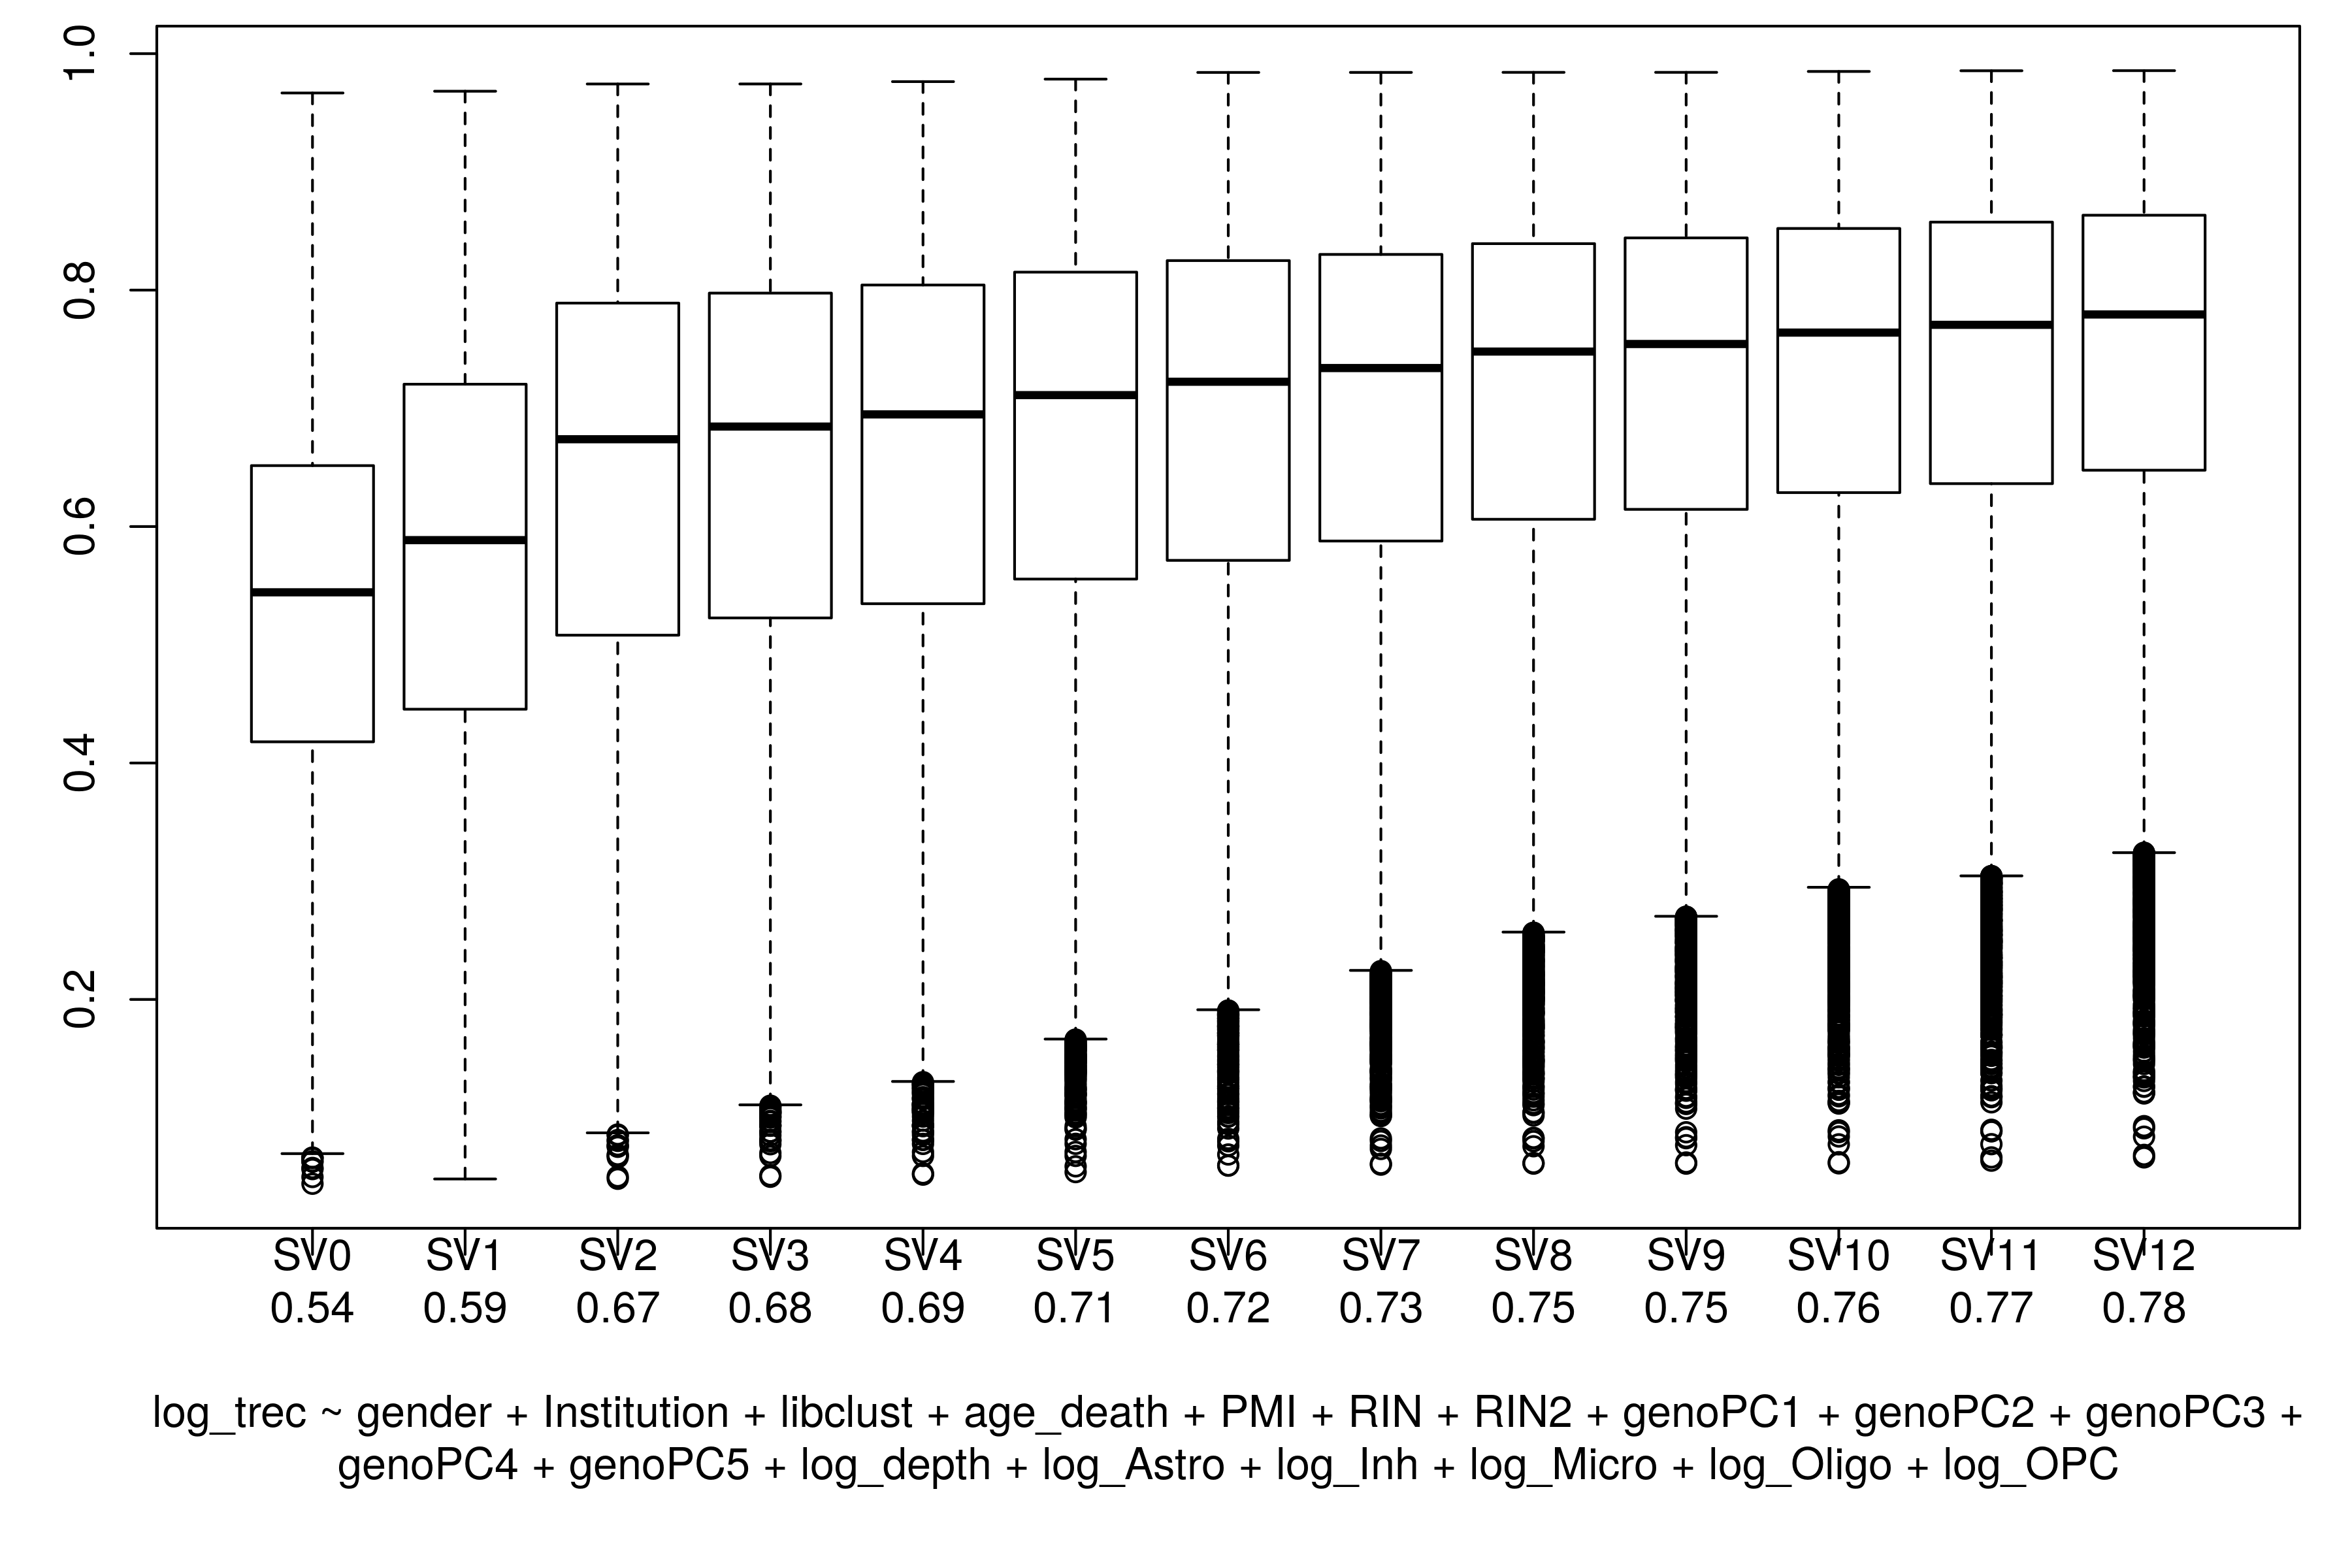 1.0
0.8
0.6
0.4
0.2
SV0 SV1 SV2 SV3 SV4 SV5 SV6 SV7 SV8 SV9 SV10 SV11 SV12
0.54 0.59 0.67 0.68 0.69 0.71 0.72 0.73 0.75 0.75 0.76 0.77 0.78
log_trec ~ gender + Institution + libclust + age_death + PMI + RIN + RIN2 + genoPC1 + genoPC2 + genoPC3 +
genoPC4 + genoPC5 + log_depth + log_Astro + log_Inh + log_Micro + log_Oligo + log_OPC